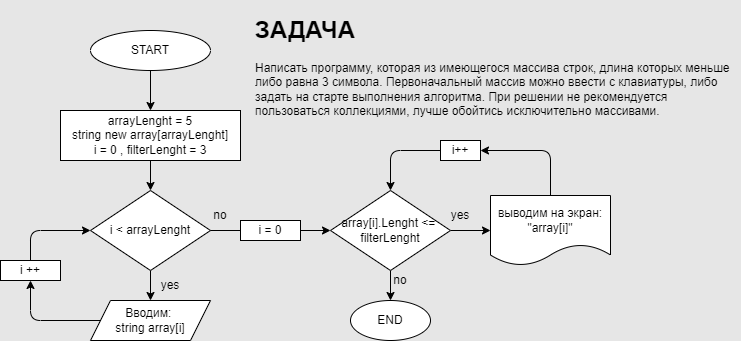 ЗАДАЧА
Написать программу, которая из имеющегося массива строк, длина которых меньше
либо равна 3 символа. Первоначальный массив можно ввести с клавиатуры, либо
задать на старте выполнения алгоритма. При решении не рекомендуется
пользоваться коллекциями, лучше обойтись исключительно массивами.
START
arrayLenght = 5
string new array[arrayLenght]
i = 0 , filterLenght = 3
i < arrayLenght
no
yes
i ++
Вводим:
string array[i]
i = 0
array[i].Lenght <=
filterLenght
yes
no
i++
выводим на экран:
"array[i]"
END